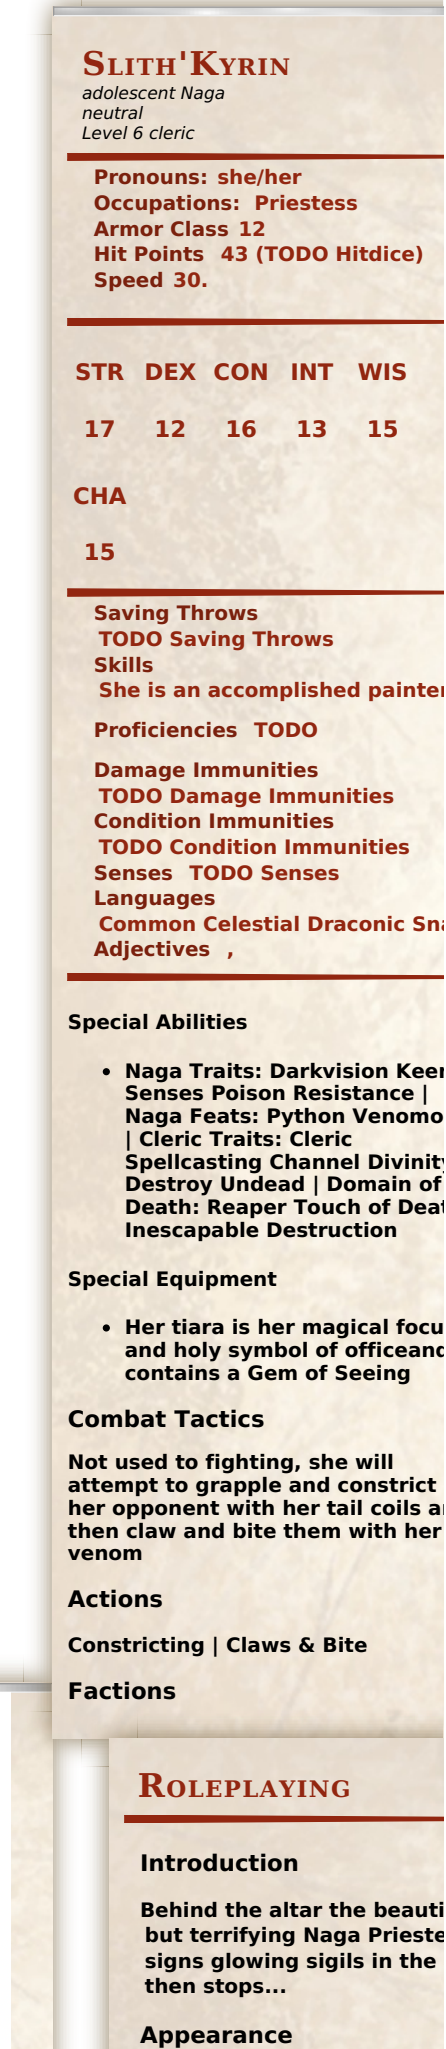 Slith'Kyrin
adolescent Naga
neutral
Level 6 cleric
Pronouns: she/her
Occupations: Priestess
Armor Class 12
Hit Points 43 (TODO Hitdice)
Speed 30.
STR DEX CON INT WIS
17 12 16 13 15
CHA
15
Saving Throws
TODO Saving Throws
Skills
She is an accomplished painter
Proficiencies TODO
Damage Immunities
TODO Damage Immunities
Condition Immunities
TODO Condition Immunities
Senses TODO Senses
Languages
Common Celestial Draconic
Adjectives ,
Special Abilities
• Naga Traits: Darkvision Keen
Senses Poison Resistance |
Naga Feats: Python
| Cleric Traits: Cleric
Spellcasting Channel Divinity
Destroy Undead | Domain of
Death: Reaper Touch of
Inescapable Destruction
Special Equipment
• Her tiara is her magical
and holy symbol of officeand
contains a Gem of Seeing
Combat Tactics
Not used to fighting, she will
attempt to grapple and constrict
her opponent with her tail coils
then claw and bite them with her
venom
Actions
Constricting | Claws & Bite
Factions
Roleplaying
Introduction
Behind the altar the
but terrifying Naga
signs glowing sigils in the
then stops...
Appearance